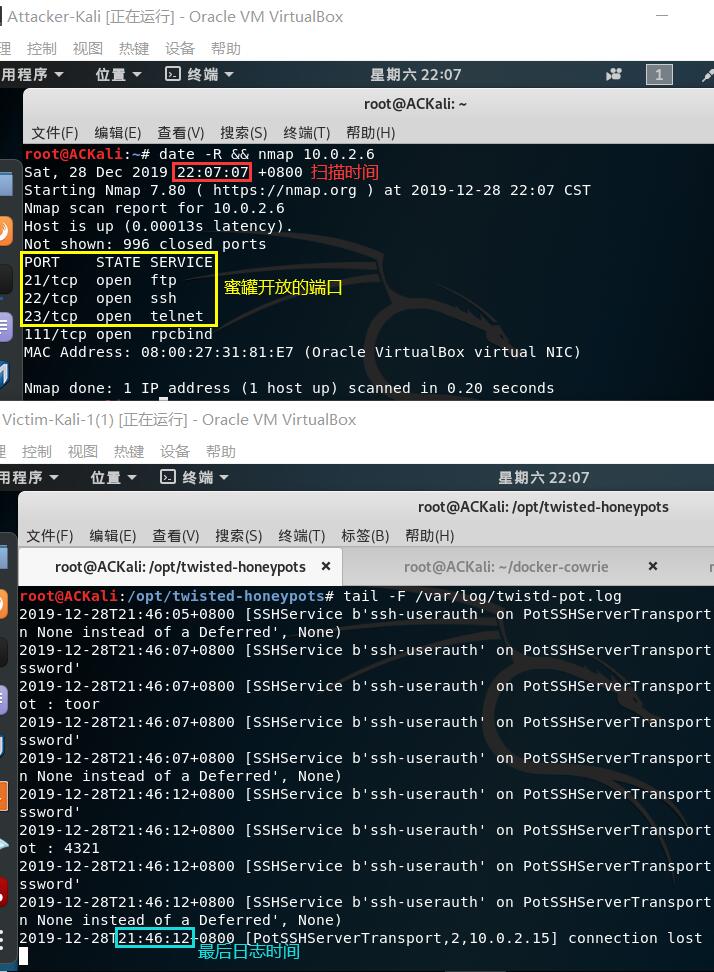 Attacker-Kali [正在运行] - Oracle VM VirtualBox
理 控制 视图 热键 设备 帮助
用程序 位置 终端 星期六 22:07 1
root@ACKali: ~
文件(F) 编辑(E) 查看(V) 搜索(S) 终端(T) 帮助(H)
root@ACKali:~# date -R && nmap 10.0.2.6
Sat, 28 Dec 2019 22:07:07 +0800 扫描时间
Starting Nmap 7.80 ( https://nmap.org ) at 2019-12-28 22:07 CST
Nmap scan report for 10.0.2.6
Host is up (0.00013s latency).
Not shown: 996 closed ports
PORT STATE SERVICE
21/tcp open ftp
蜜罐开放的端口
22/tcp open ssh
23/tcp open telnet
111/tcp open rpcbind
MAC Address: 08:00:27:31:81:E7 (Oracle VirtualBox virtual NIC)
Nmap done: 1 IP address (1 host up) scanned in 0.20 seconds
Victim-Kali-1(1) [正在运行] - Oracle VM VirtualBox
理 控制 视图 热键 设备 帮助
用程序 位置 终端 星期六 22:07
root@ACKali: /opt/twisted-honeypots
文件(F) 编辑(E) 查看(V) 搜索(S) 终端(T) 标签(B) 帮助(H)
root@ACKali: /opt/twisted-honeypots × root@ACKali: ~/docker-cowrie × r
root@ACKali:/opt/twisted-honeypots# tail -F /var/log/twistd-pot.log
2019-12-28T21:46:05+0800 [SSHService b'ssh-userauth' on PotSSHServerTransport
n None instead of a Deferred', None)
2019-12-28T21:46:07+0800 [SSHService b'ssh-userauth' on PotSSHServerTransport
ssword'
2019-12-28T21:46:07+0800 [SSHService b'ssh-userauth' on PotSSHServerTransport
ot : toor
2019-12-28T21:46:07+0800 [SSHService b'ssh-userauth' on PotSSHServerTransport
ssword'
2019-12-28T21:46:07+0800 [SSHService b'ssh-userauth' on PotSSHServerTransport
n None instead of a Deferred', None)
2019-12-28T21:46:12+0800 [SSHService b'ssh-userauth' on PotSSHServerTransport
ssword'
2019-12-28T21:46:12+0800 [SSHService b'ssh-userauth' on PotSSHServerTransport
ot : 4321
2019-12-28T21:46:12+0800 [SSHService b'ssh-userauth' on PotSSHServerTransport
ssword'
2019-12-28T21:46:12+0800 [SSHService b'ssh-userauth' on PotSSHServerTransport
n None instead of a Deferred', None)
2019-12-28T21:46:12+0800 [PotSSHServerTransport,2,10.0.2.15] connection lost
最后日志时间